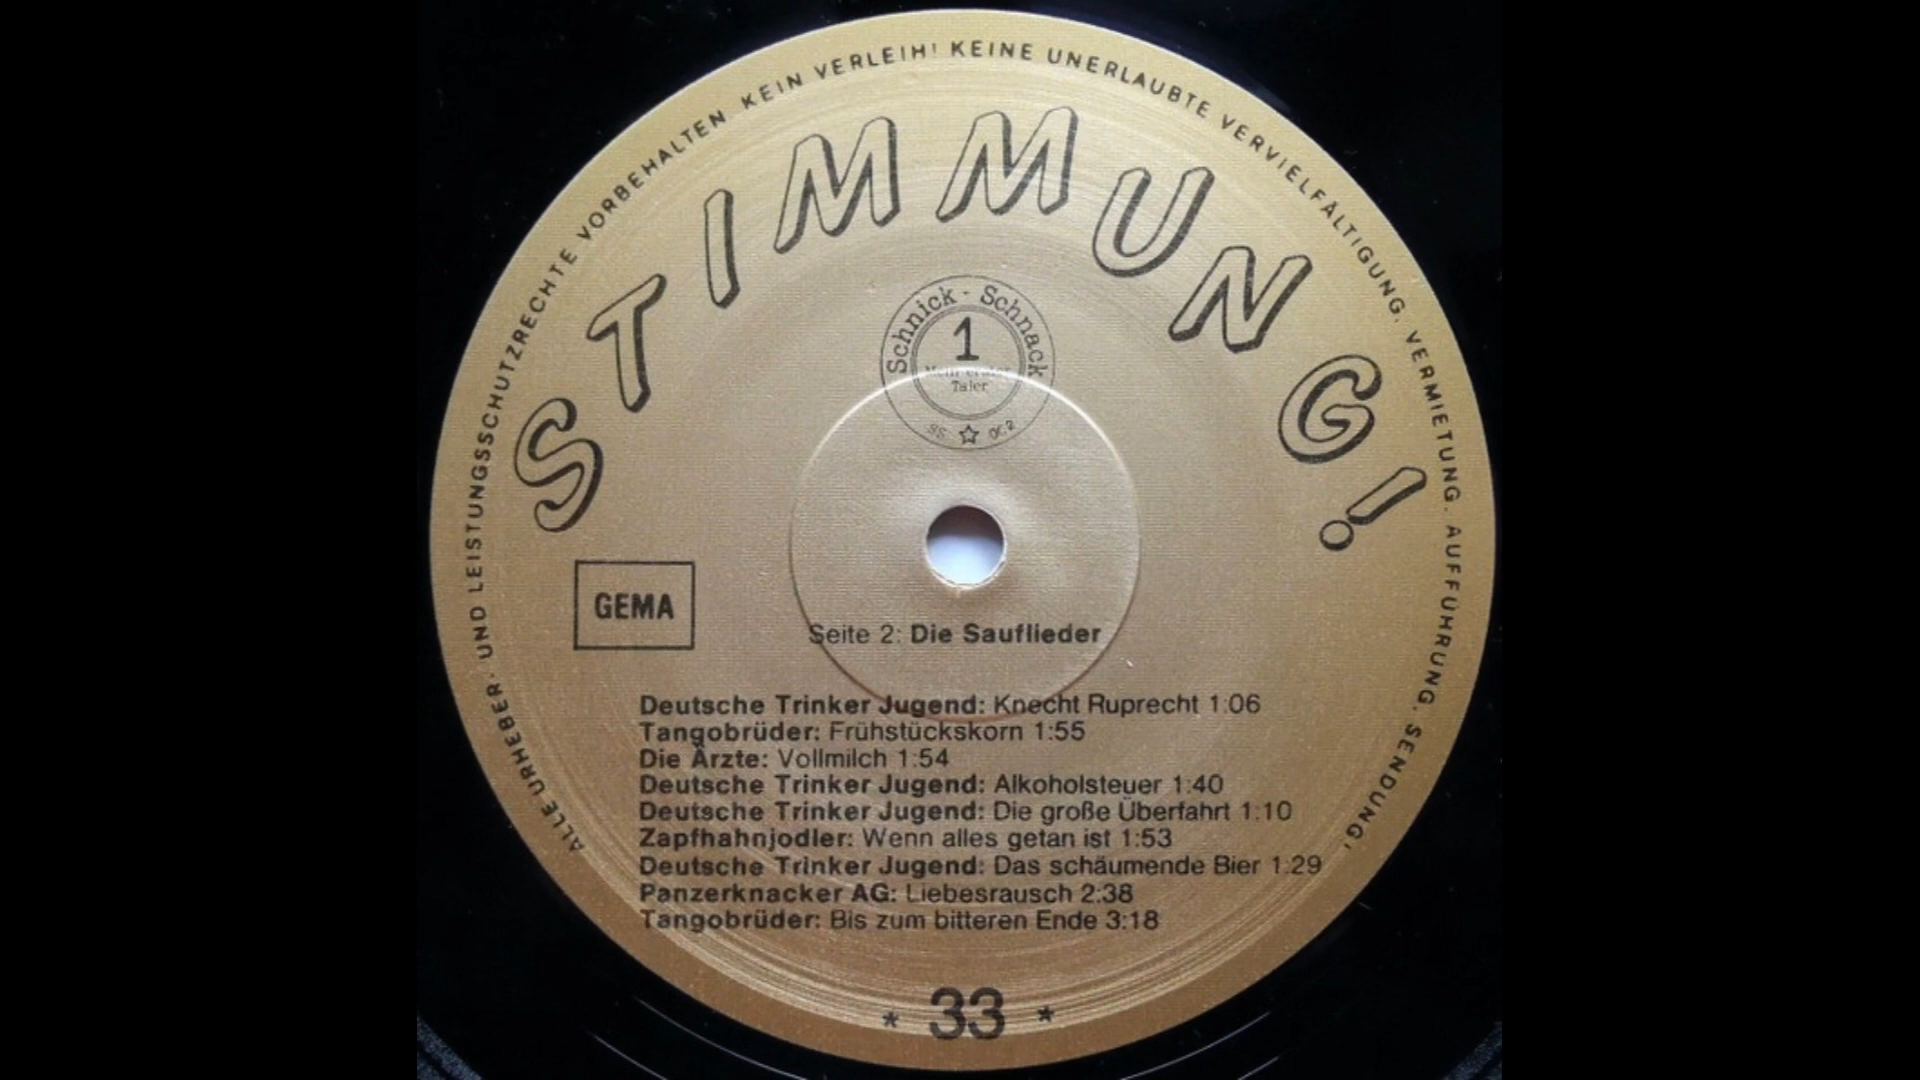 ALLE URHEBER- UND LEISTUNGSSCHUTZRECHTE VORBEHALTEN. KEIN VERLEIH! KEINE UNERLAUBTE VERVIELFÄLTIGUNG, VERMIETUNG, AUFFÜHRUNG, SENDUNG!
STIMMUNG!
Schnick - Schnack
1
Taler
GEMA
Seite 2: Die Sauflieder
Deutsche Trinker Jugend: Knecht Ruprecht 1:06
Tangobrüder: Frühstückskorn 1:55
Die Ärzte: Vollmilch 1:54
Deutsche Trinker Jugend: Alkoholsteuer 1:40
Deutsche Trinker Jugend: Die große Überfahrt 1:10
Zapfhahnjodler: Wenn alles getan ist 1:53
Deutsche Trinker Jugend: Das schäumende Bier 1:29
Panzerknacker AG: Liebesrausch 2:38
Tangobrüder: Bis zum bitteren Ende 3:18
* 33 *